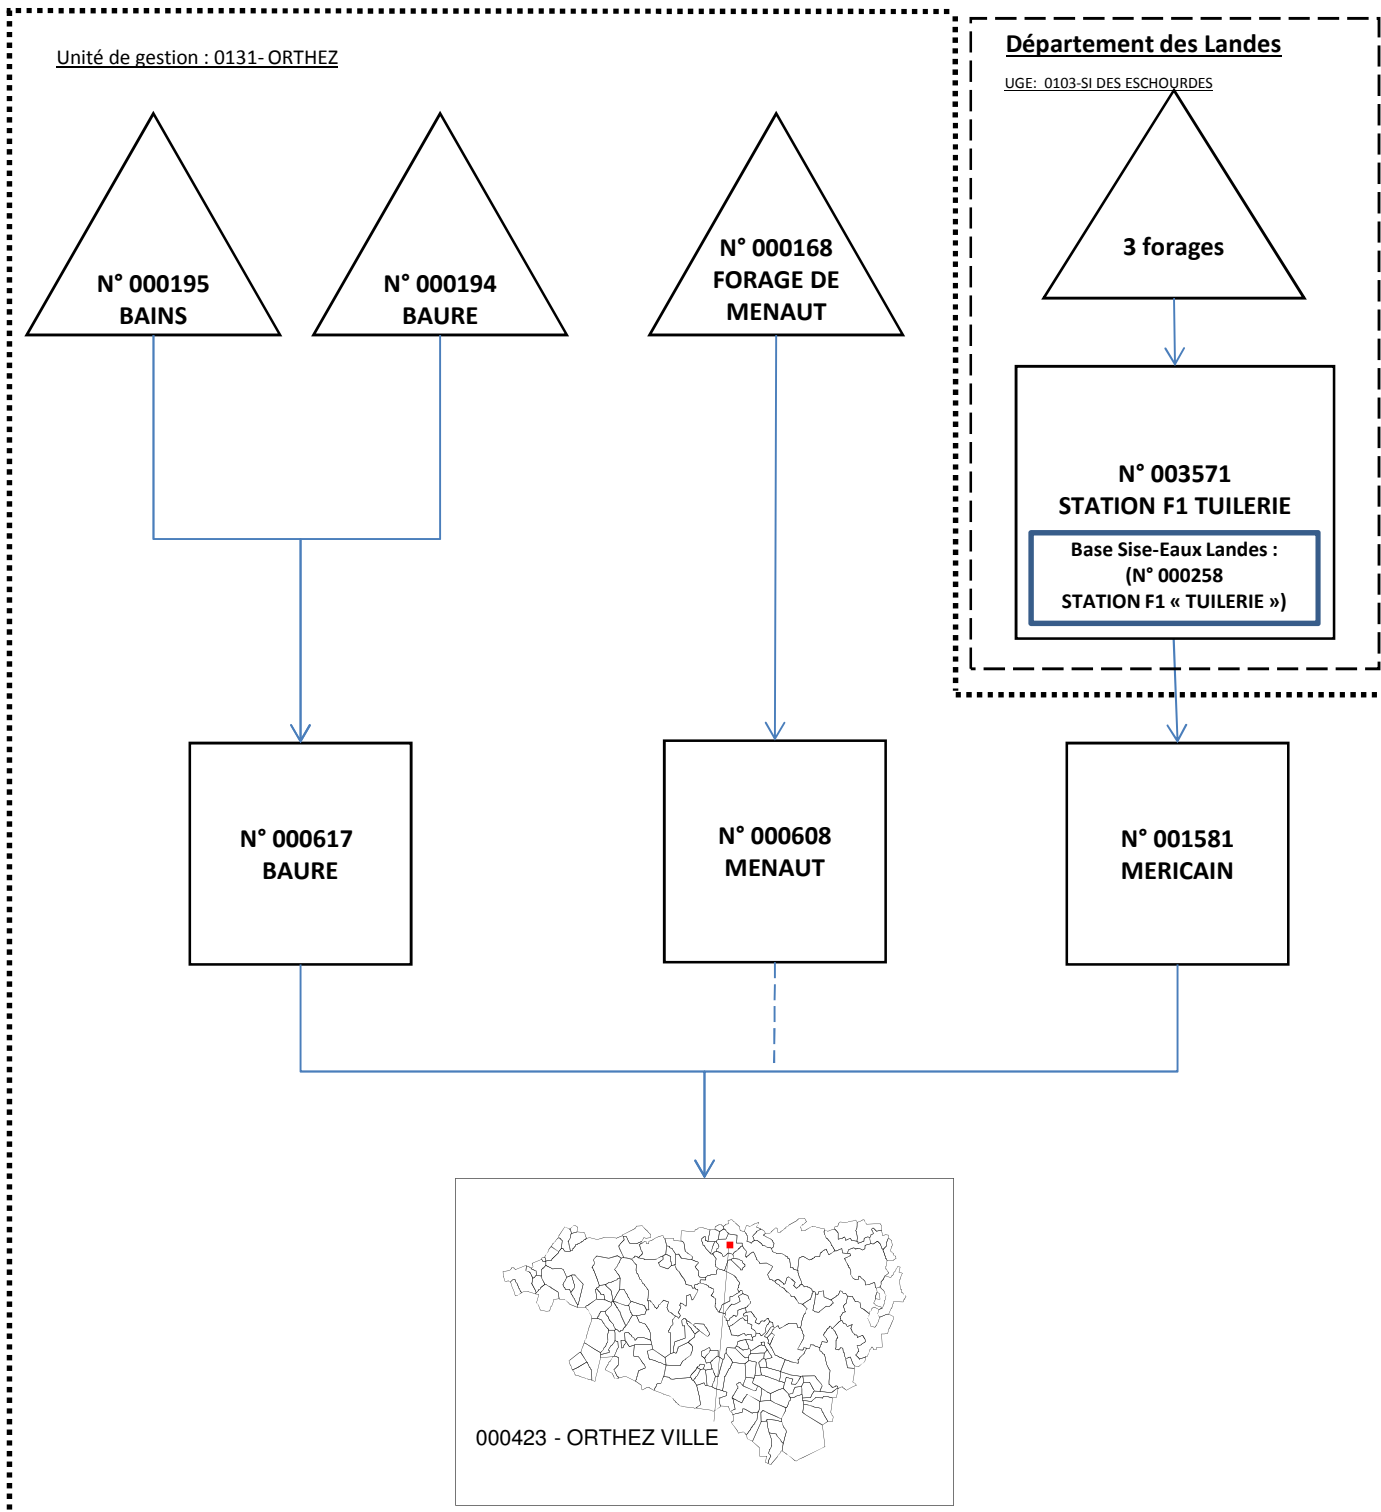 Unité de gestion : 0131- ORTHEZ
Département des Landes
UGE: 0103-SI DES ESCHOURDES
N° 000195
BAINS
N° 000194
BAURE
N° 000168
FORAGE DE
MENAUT
3 forages
N° 003571
STATION F1 TUILERIE
Base Sise-Eaux Landes :
(N° 000258
STATION F1 « TUILERIE »)
N° 000617
BAURE
N° 000608
MENAUT
N° 001581
MERICAIN
000423 - ORTHEZ VILLE